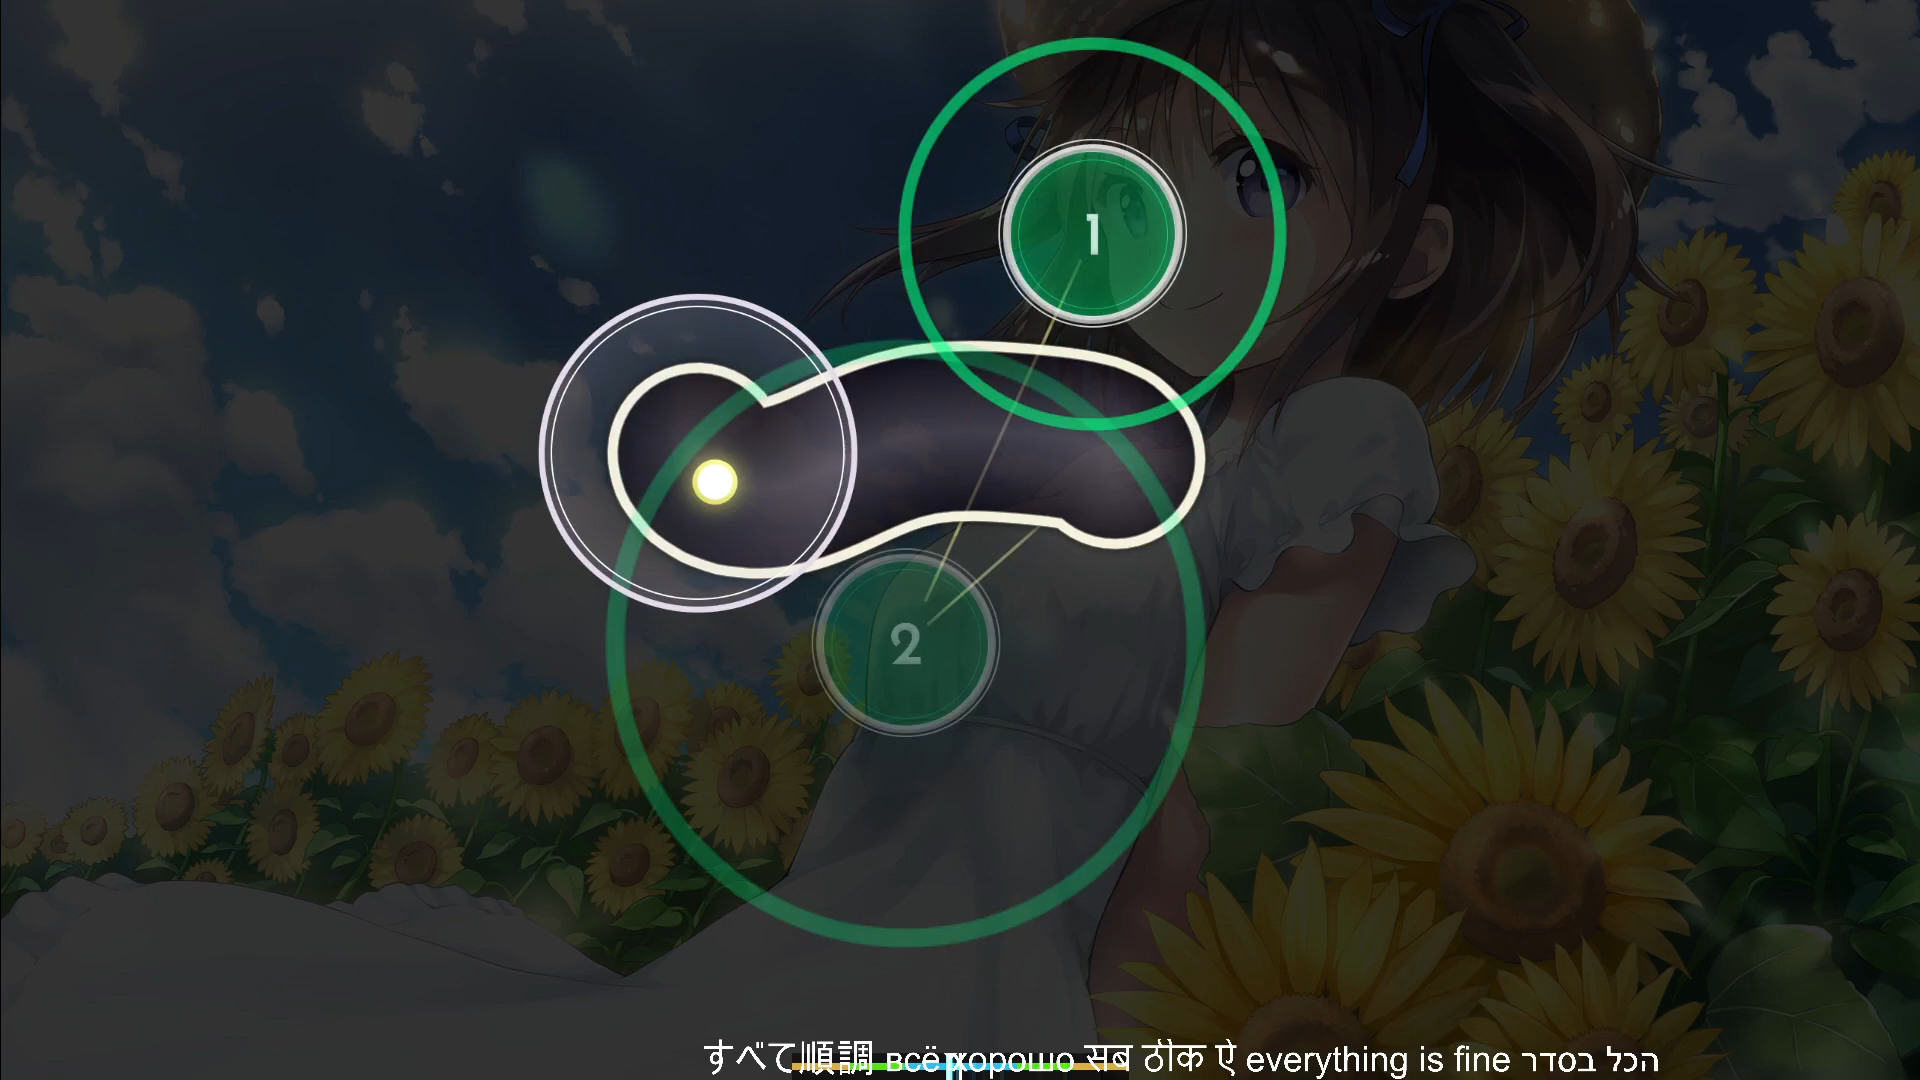 1
2
すべて順調 всё хорошо सब ठीक ऐ everything is fine הכל בסדר